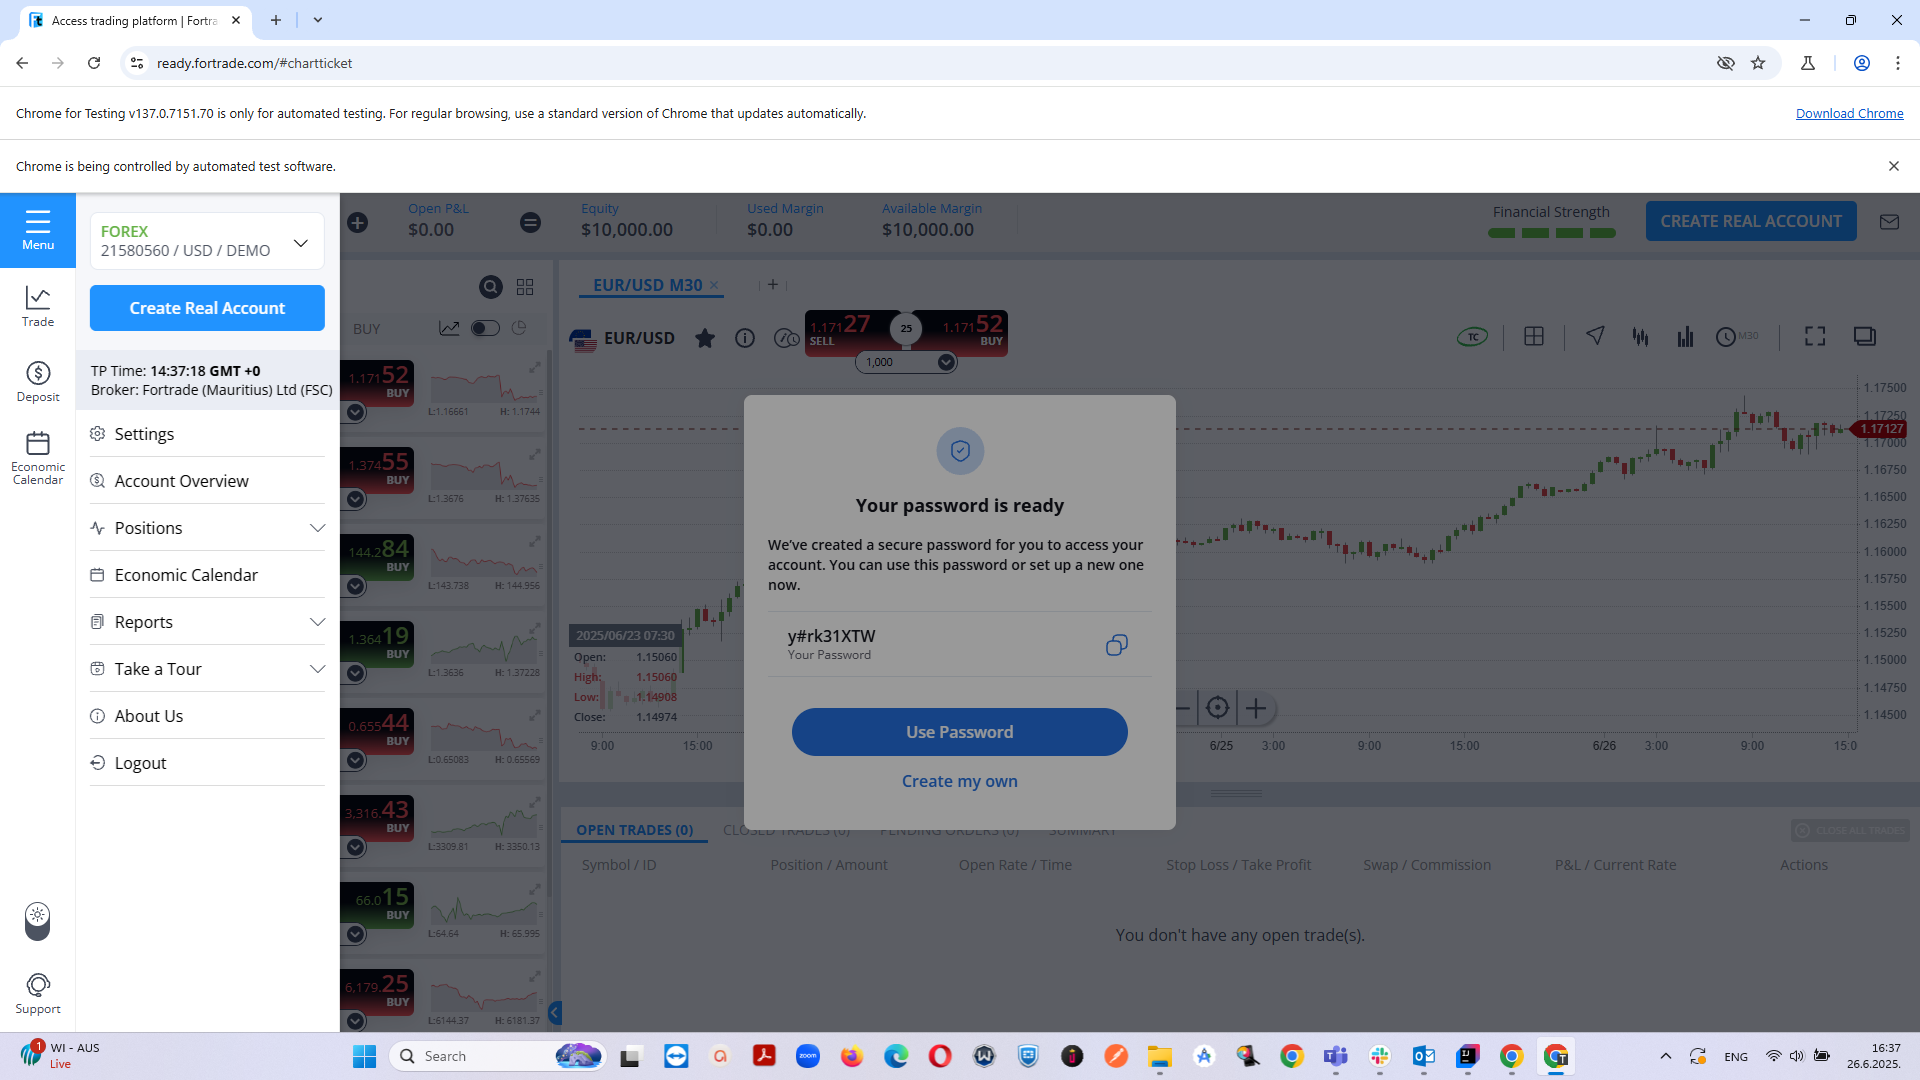 Access trading platform | Fortra
ready.fortrade.com/#chartticket
Chrome for Testing v137.0.7151.70 is only for automated testing. For regular browsing, use a standard version of Chrome that updates automatically.
Download Chrome
Chrome is being controlled by automated test software.
Menu
Trade
Deposit
Economic
Calendar
Support
FOREX
21580560 / USD / DEMO
Create Real Account
TP Time: 14:37:18 GMT +0
Broker: Fortrade (Mauritius) Ltd (FSC)
Settings
Account Overview
Positions
Economic Calendar
Reports
Take a Tour
About Us
Logout
Open P&L
$0.00
Equity
$10,000.00
Used Margin
$0.00
Available Margin
$10,000.00
Financial Strength
CREATE REAL ACCOUNT
BUY
1.17152
BUY
L:1.16661 H: 1.1744
1.37455
BUY
L:1.3676 H: 1.37635
144.284
BUY
L:143.738 H: 144.956
1.36419
BUY
L:1.3636 H: 1.37228
0.65544
BUY
L:0.65083 H: 0.65569
3,316.43
BUY
L:3309.81 H: 3350.13
66.015
BUY
L:64.64 H: 65.995
6,179.25
BUY
L:6144.37 H: 6181.37
EUR/USD M30
EUR/USD
1.17127
SELL
25
1.17152
BUY
1,000
TC
M30
1.17500
1.17250
1.17127
1.17000
1.16750
1.16500
1.16250
1.16000
1.15750
1.15500
1.15250
1.15000
1.14750
1.14500
2025/06/23 07:30
Open: 1.15060
High: 1.15060
Low: 1.14908
Close: 1.14974
9:00
15:00
6/25
3:00
9:00
15:00
6/26
3:00
9:00
15:0
Your password is ready
We've created a secure password for you to access your
account. You can use this password or set up a new one
now.
y#rk31XTW
Your Password
Use Password
Create my own
OPEN TRADES (0)
CLOSED TRADES (0)
PENDING ORDERS (0)
SUMMARY
CLOSE ALL TRADES
Symbol / ID
Position / Amount
Open Rate / Time
Stop Loss / Take Profit
Swap / Commission
P&L / Current Rate
Actions
You don't have any open trade(s).
1
WI - AUS
Live
Search
zoom
ENG
16:37
26.6.2025.